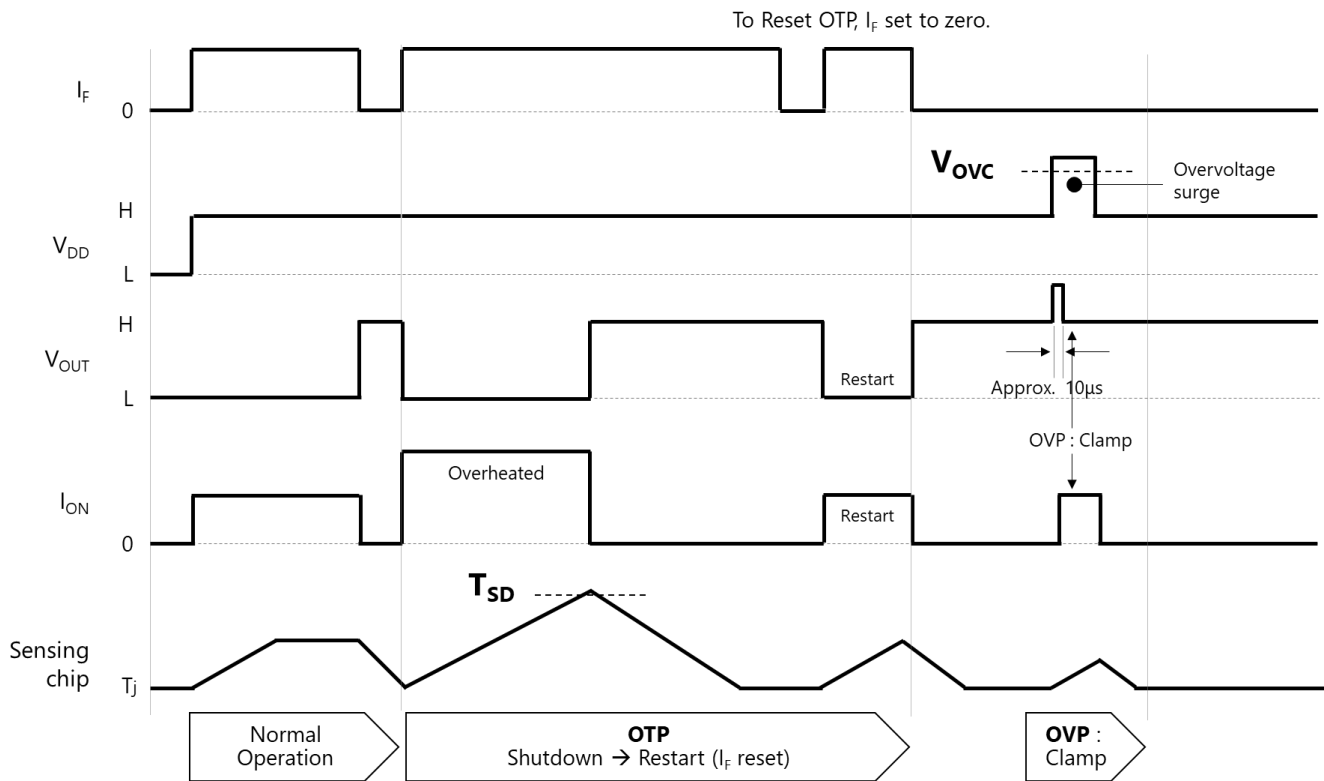 To Reset OTP, IF set to zero.
IF
0
VOVC
Overvoltage
surge
H
VDD
L
H
VOUT
L
Restart
Approx. 10µs
OVP : Clamp
Overheated
ION
Restart
0
TSD
Sensing
chip
Tj
Normal
Operation
OTP
Shutdown → Restart (IF reset)
OVP :
Clamp